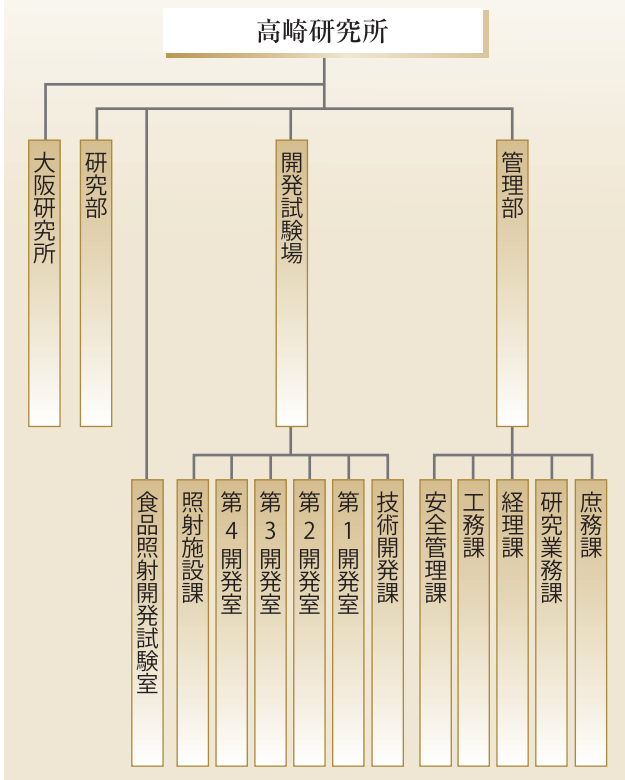 高崎研究所
管理部
開発試験場
研究部
大阪研究所
庶務課
研究業務課
経理課
工務課
安全管理課
技術開発課
第1開発室
第2開発室
第3開発室
第4開発室
照射施設課
食品照射開発試験室